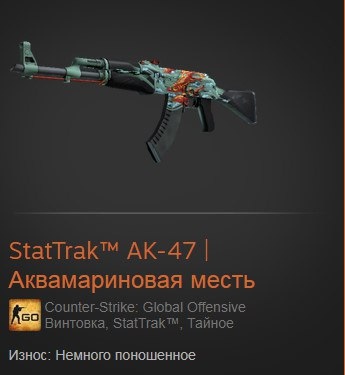 StatTrak™ AK-47 |
Аквамариновая месть
GO
Counter-Strike: Global Offensive
Винтовка, StatTrak™, Тайное
Износ: Немного поношенное